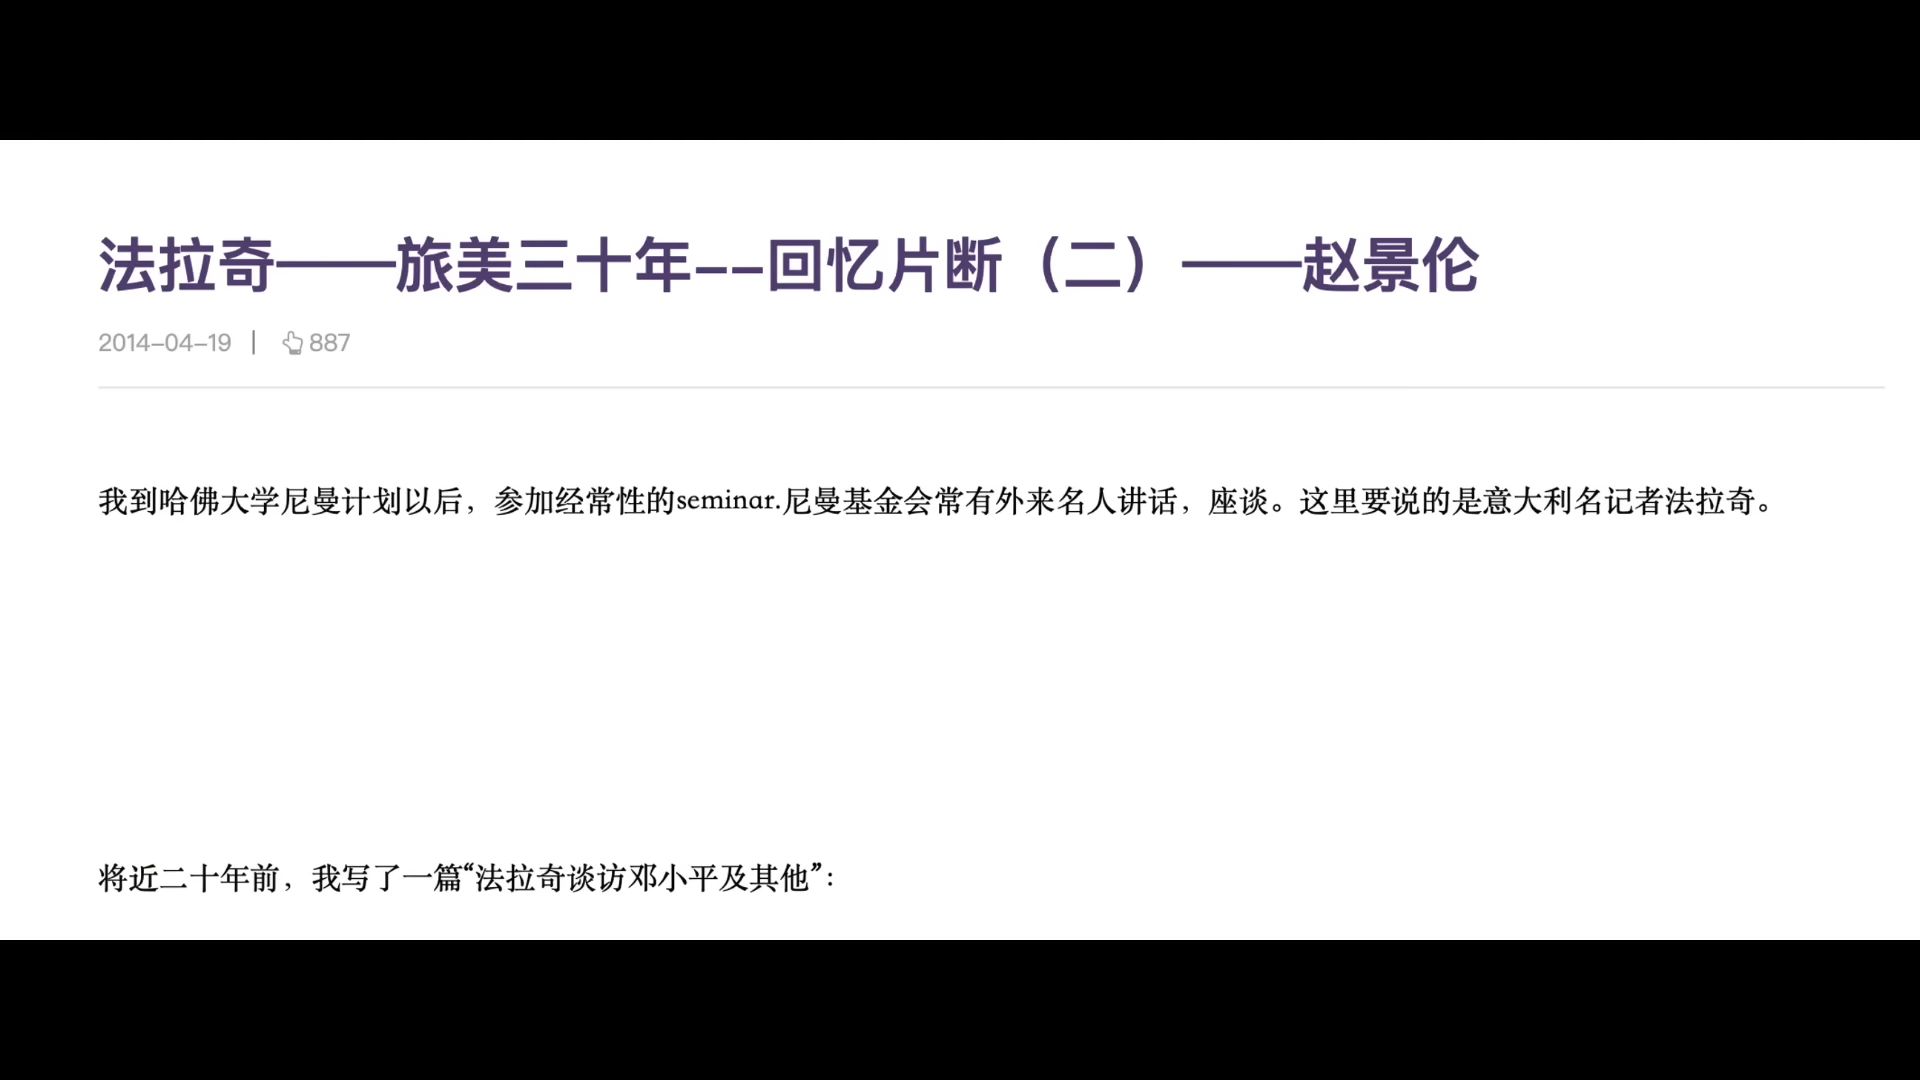 法拉奇——旅美三十年--回忆片断（二）——赵景伦
2014-04-19 | 887
我到哈佛大学尼曼计划以后，参加经常性的seminar.尼曼基金会常有外来名人讲话，座谈。这里要说的是意大利名记者法拉奇。
将近二十年前，我写了一篇“法拉奇谈访邓小平及其他”：